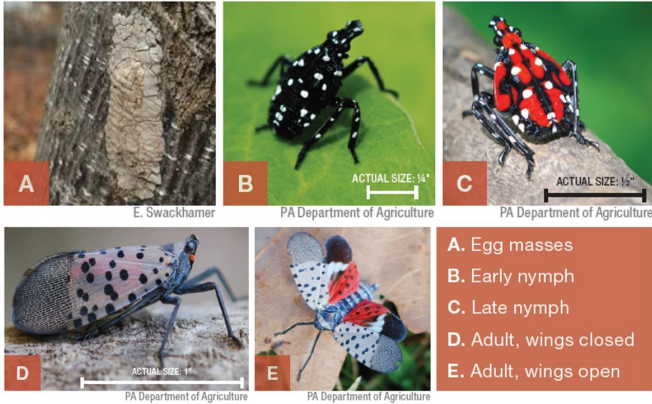 A
E. Swackhamer
B
ACTUAL SIZE: ¼"
PA Department of Agriculture
C
ACTUAL SIZE: ½"
PA Department of Agriculture
D
ACTUAL SIZE: 1"
PA Department of Agriculture
E
PA Department of Agriculture
A. Egg masses
B. Early nymph
C. Late nymph
D. Adult, wings closed
E. Adult, wings open